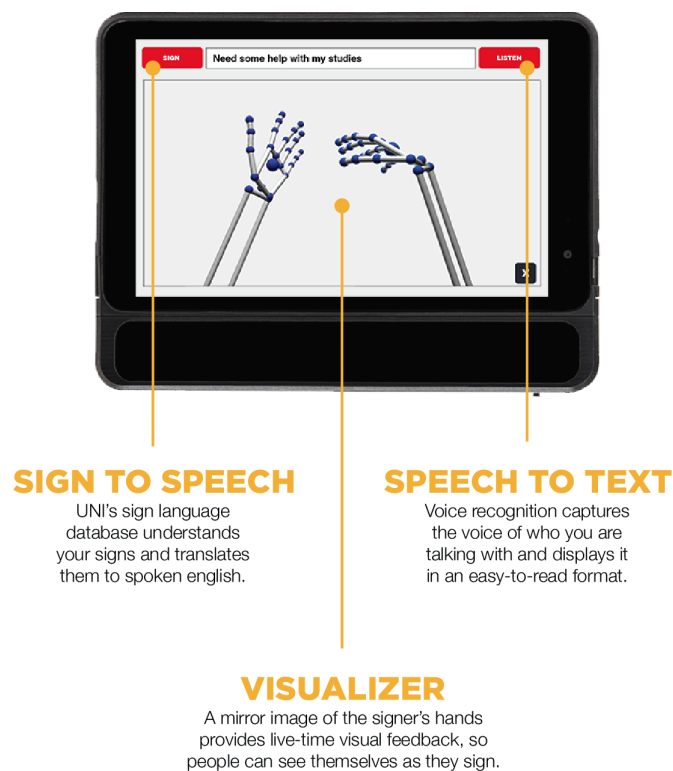 SIGN
Need some help with my studies
LISTEN
X
SIGN TO SPEECH
UNI's sign language
database understands
your signs and translates
them to spoken english.
SPEECH TO TEXT
Voice recognition captures
the voice of who you are
talking with and displays it
in an easy-to-read format.
VISUALIZER
A mirror image of the signer's hands
provides live-time visual feedback, so
people can see themselves as they sign.